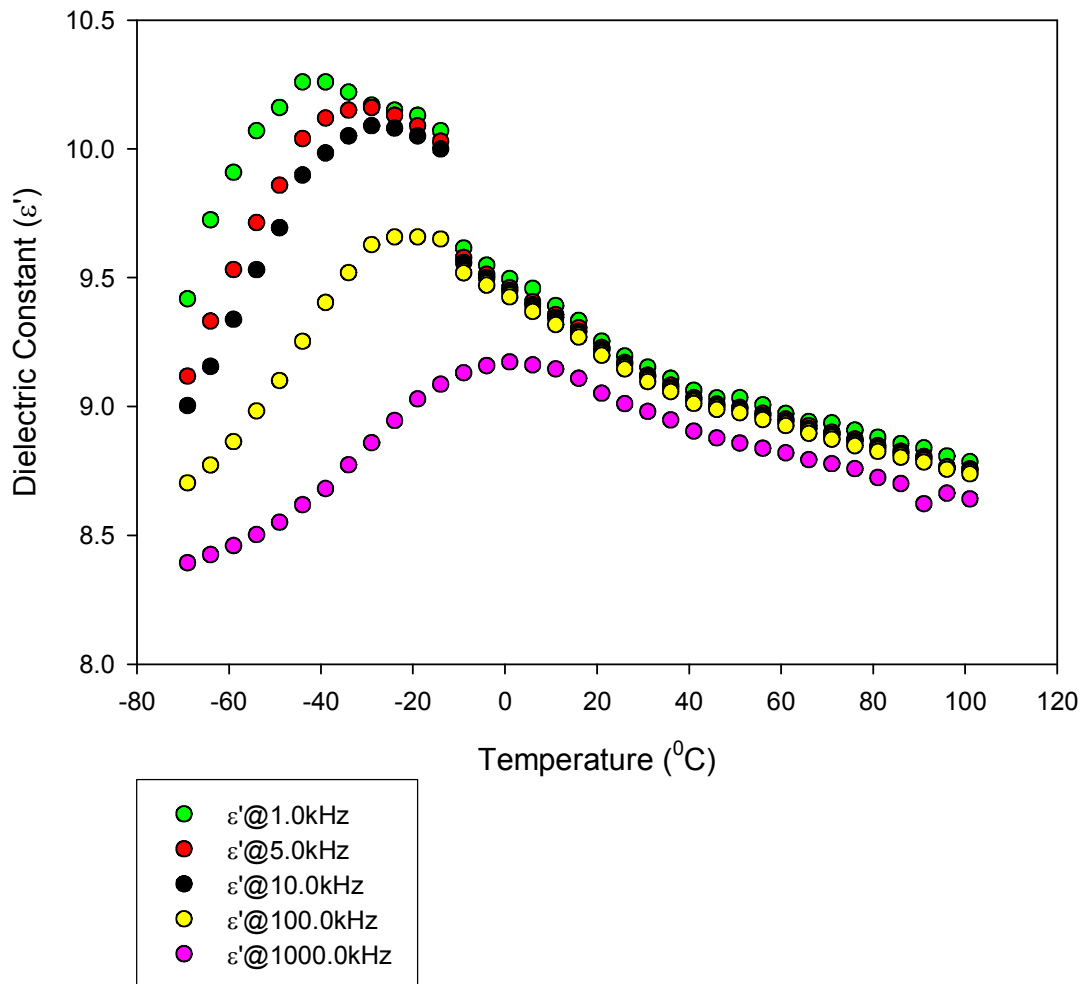 10.5
10.0
9.5
9.0
8.5
8.0
Dielectric Constant (ε')
-80 -60 -40 -20 0 20 40 60 80 100 120
Temperature (⁰C)
ε'@1.0kHz
ε'@5.0kHz
ε'@10.0kHz
ε'@100.0kHz
ε'@1000.0kHz